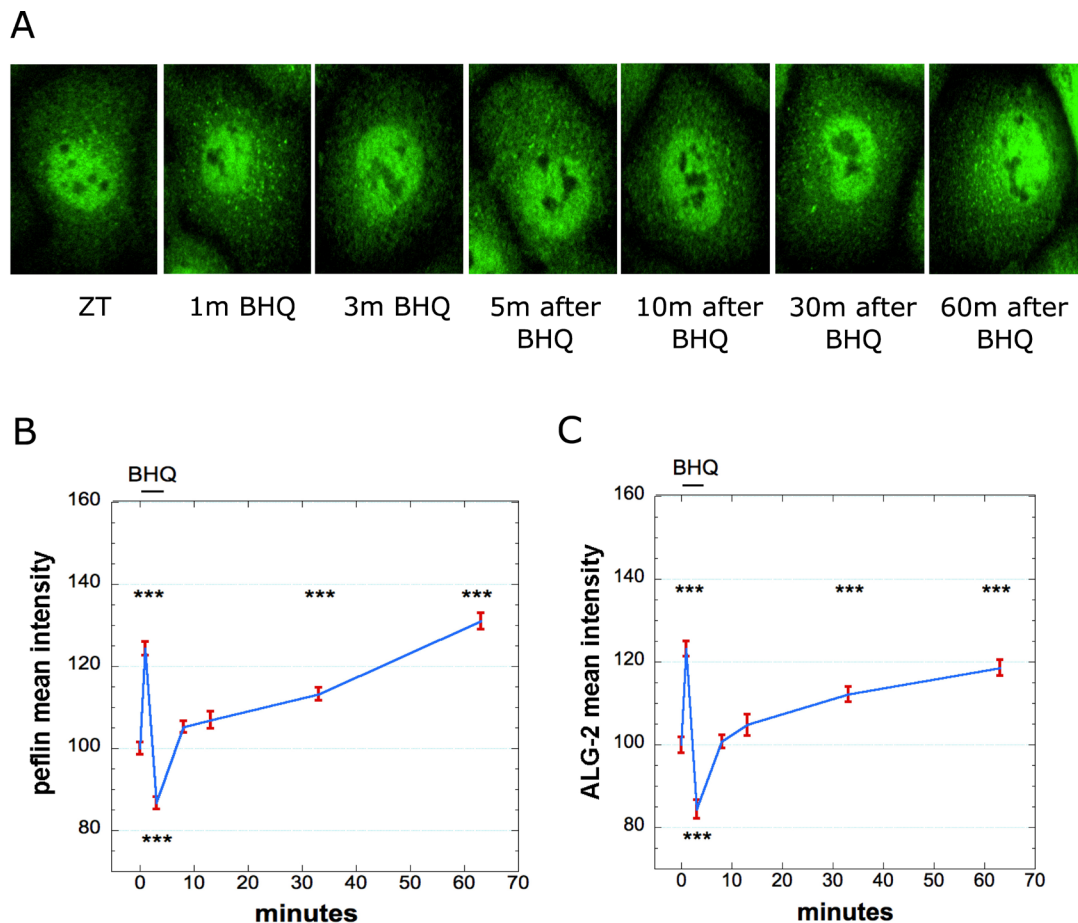 A
ZT
1m BHQ
3m BHQ
5m after
BHQ
10m after
BHQ
30m after
BHQ
60m after
BHQ
B
BHQ
160
140
120
100
80
peflin mean intensity
***
***
***
***
0
10
20
30
40
50
60
70
minutes
C
BHQ
160
140
120
100
80
ALG-2 mean intensity
***
***
***
***
0
10
20
30
40
50
60
70
minutes